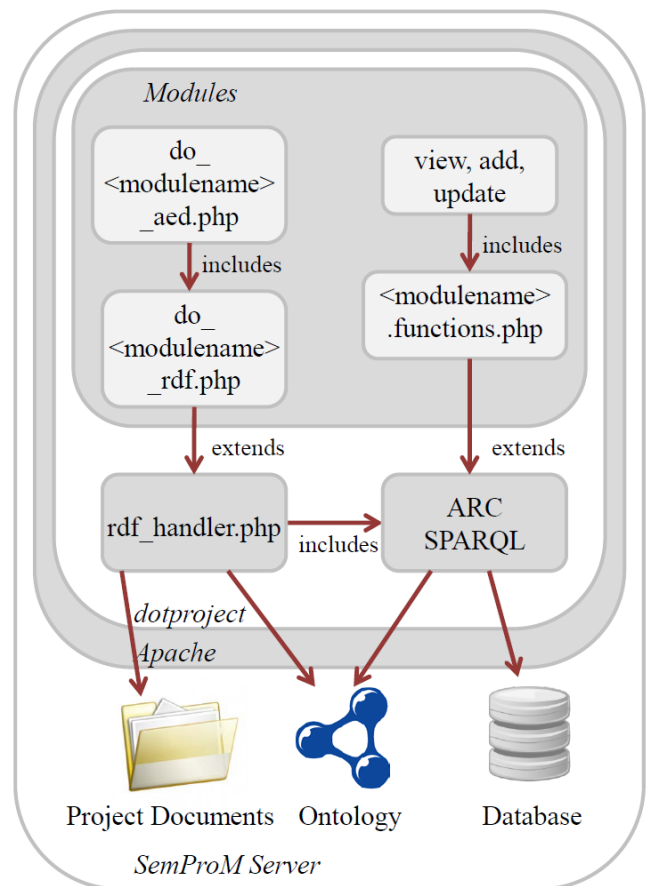 Modules
do_
<modulename>
_aed.php
view, add,
update
includes
includes
do_
<modulename>
_rdf.php
<modulename>
.functions.php
extends
extends
rdf_handler.php
includes
ARC
SPARQL
dotproject
Apache
Project Documents
Ontology
Database
SemProM Server